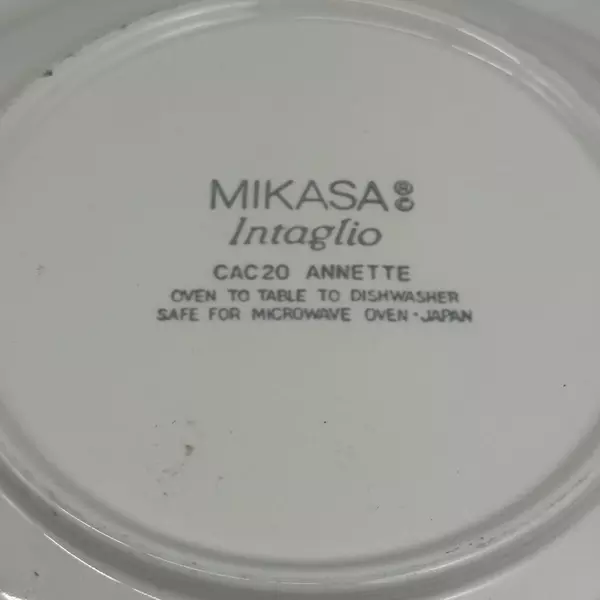 MIKASA®©
Intaglio
CAC20 ANNETTE
OVEN TO TABLE TO DISHWASHER
SAFE FOR MICROWAVE OVEN·JAPAN